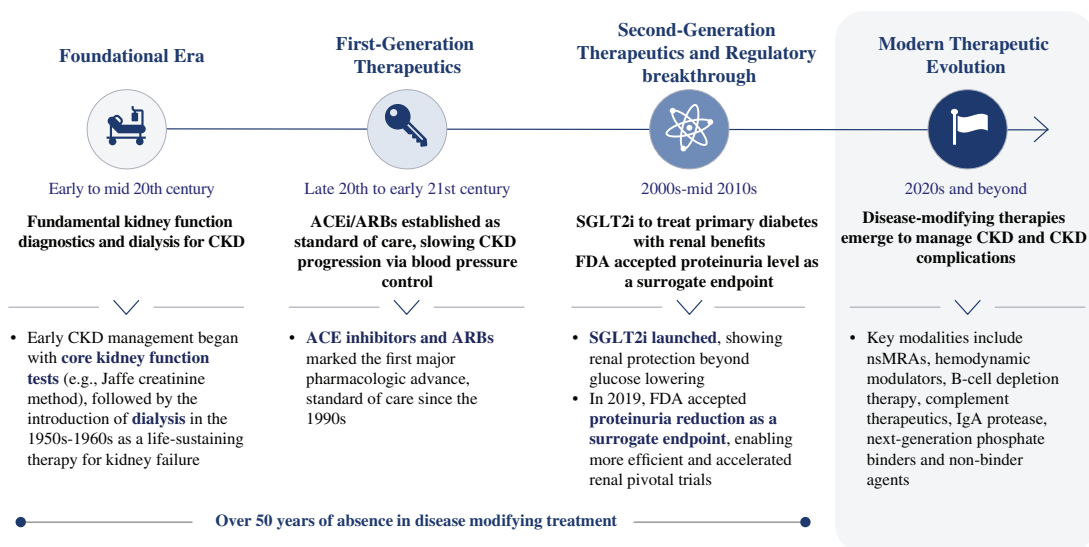 Foundational Era
Early to mid 20th century
Fundamental kidney function
diagnostics and dialysis for CKD
• Early CKD management began
with core kidney function
tests (e.g., Jaffe creatinine
method), followed by the
introduction of dialysis in the
1950s-1960s as a life-sustaining
therapy for kidney failure
First-Generation
Therapeutics
Late 20th to early 21st century
ACEi/ARBs established as
standard of care, slowing CKD
progression via blood pressure
control
• ACE inhibitors and ARBs
marked the first major
pharmacologic advance,
standard of care since the
1990s
Second-Generation
Therapeutics and Regulatory
breakthrough
2000s-mid 2010s
SGLT2i to treat primary diabetes
with renal benefits
FDA accepted proteinuria level as
a surrogate endpoint
• SGLT2i launched, showing
renal protection beyond
glucose lowering
• In 2019, FDA accepted
proteinuria reduction as a
surrogate endpoint, enabling
more efficient and accelerated
renal pivotal trials
Modern Therapeutic
Evolution
2020s and beyond
Disease-modifying therapies
emerge to manage CKD and CKD
complications
• Key modalities include
nsMRAs, hemodynamic
modulators, B-cell depletion
therapy, complement
therapeutics, IgA protease,
next-generation phosphate
binders and non-binder
agents
Over 50 years of absence in disease modifying treatment